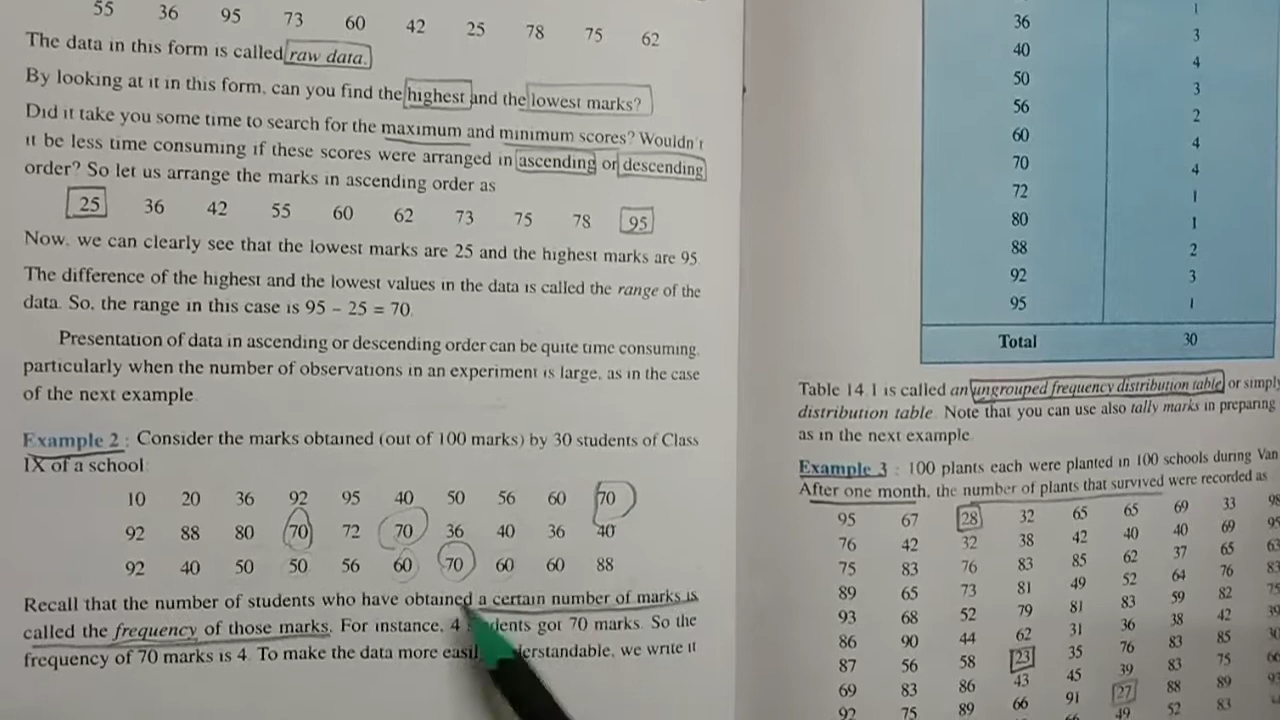 55 36 95 73 60 42 25 78 75 62
The data in this form is called raw data.
By looking at it in this form, can you find the highest and the lowest marks?
Did it take you some time to search for the maximum and minimum scores? Wouldn't
it be less time consuming if these scores were arranged in ascending or descending
order? So let us arrange the marks in ascending order as
25 36 42 55 60 62 73 75 78 95
Now, we can clearly see that the lowest marks are 25 and the highest marks are 95.
The difference of the highest and the lowest values in the data is called the range of the
data. So, the range in this case is 95 – 25 = 70.
Presentation of data in ascending or descending order can be quite time consuming,
particularly when the number of observations in an experiment is large, as in the case
of the next example.
Example 2 : Consider the marks obtained (out of 100 marks) by 30 students of Class
IX of a school:
10 20 36 92 95 40 50 56 60 70
92 88 80 70 72 70 36 40 36 40
92 40 50 50 56 60 70 60 60 88
Recall that the number of students who have obtained a certain number of marks is
called the frequency of those marks. For instance, 4 students got 70 marks. So the
frequency of 70 marks is 4. To make the data more easily understandable, we write it
1
36 3
40 4
50 3
56 2
60 4
70 4
72 1
80 1
88 2
92 3
95 1
Total 30
Table 14.1 is called an ungrouped frequency distribution table, or simply
distribution table. Note that you can use also tally marks in preparing
as in the next example.
Example 3 : 100 plants each were planted in 100 schools during Van
After one month, the number of plants that survived were recorded as
95 67 28 32 65 65 69 33 98
76 42 32 38 42 40 40 69 95
75 83 76 83 85 62 37 65 63
89 65 73 81 49 52 64 76 83
93 68 52 79 81 83 59 82 75
86 90 44 62 31 36 38 42 39
87 56 58 23 35 76 83 85 30
69 83 86 43 45 39 83 75 66
92 75 89 66 91 27 88 89 93
49 52 83